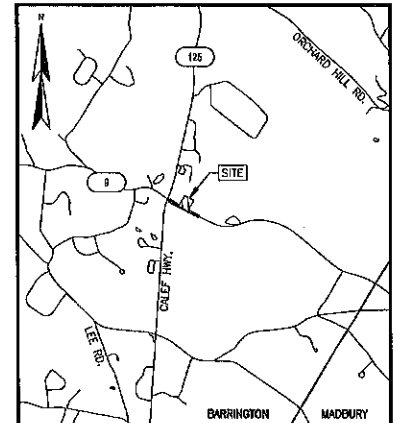 N
125
ORCHARD HILL RD.
9
SITE
CALEF HWY.
LEE RD.
BARRINGTON
MADBURY